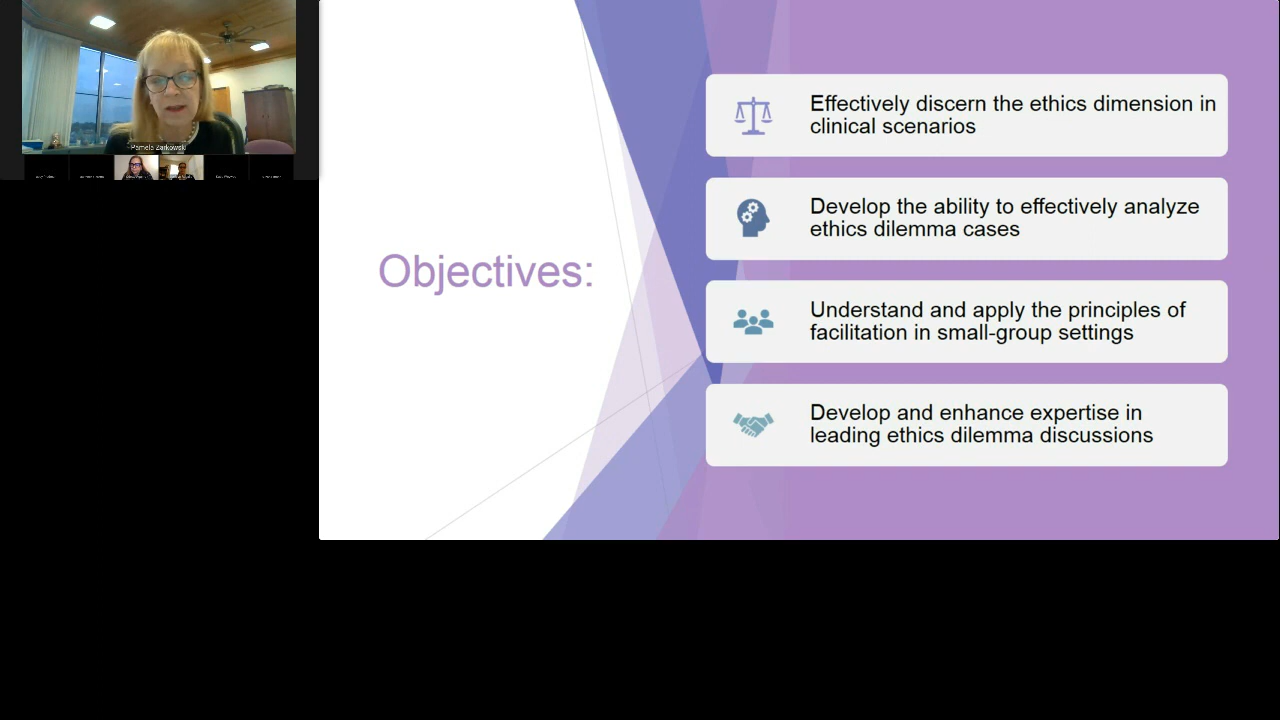 Pamela Zarkowski
Objectives:
Effectively discern the ethics dimension in
clinical scenarios
Develop the ability to effectively analyze
ethics dilemma cases
Understand and apply the principles of
facilitation in small-group settings
Develop and enhance expertise in
leading ethics dilemma discussions